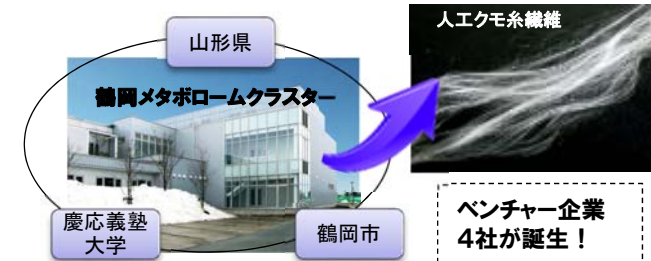 山形県
人工クモ糸繊維
鶴岡メタボロームクラスター
慶応義塾
大学
鶴岡市
ベンチャー企業
4社が誕生！